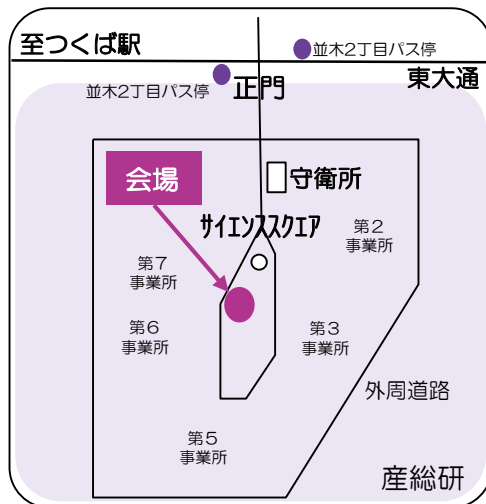 至つくば駅
並木2丁目バス停
東大通
並木2丁目バス停
正門
会場
守衛所
サイエンススクエア
第2
事業所
第7
事業所
第6
事業所
第3
事業所
外周道路
第5
事業所
産総研